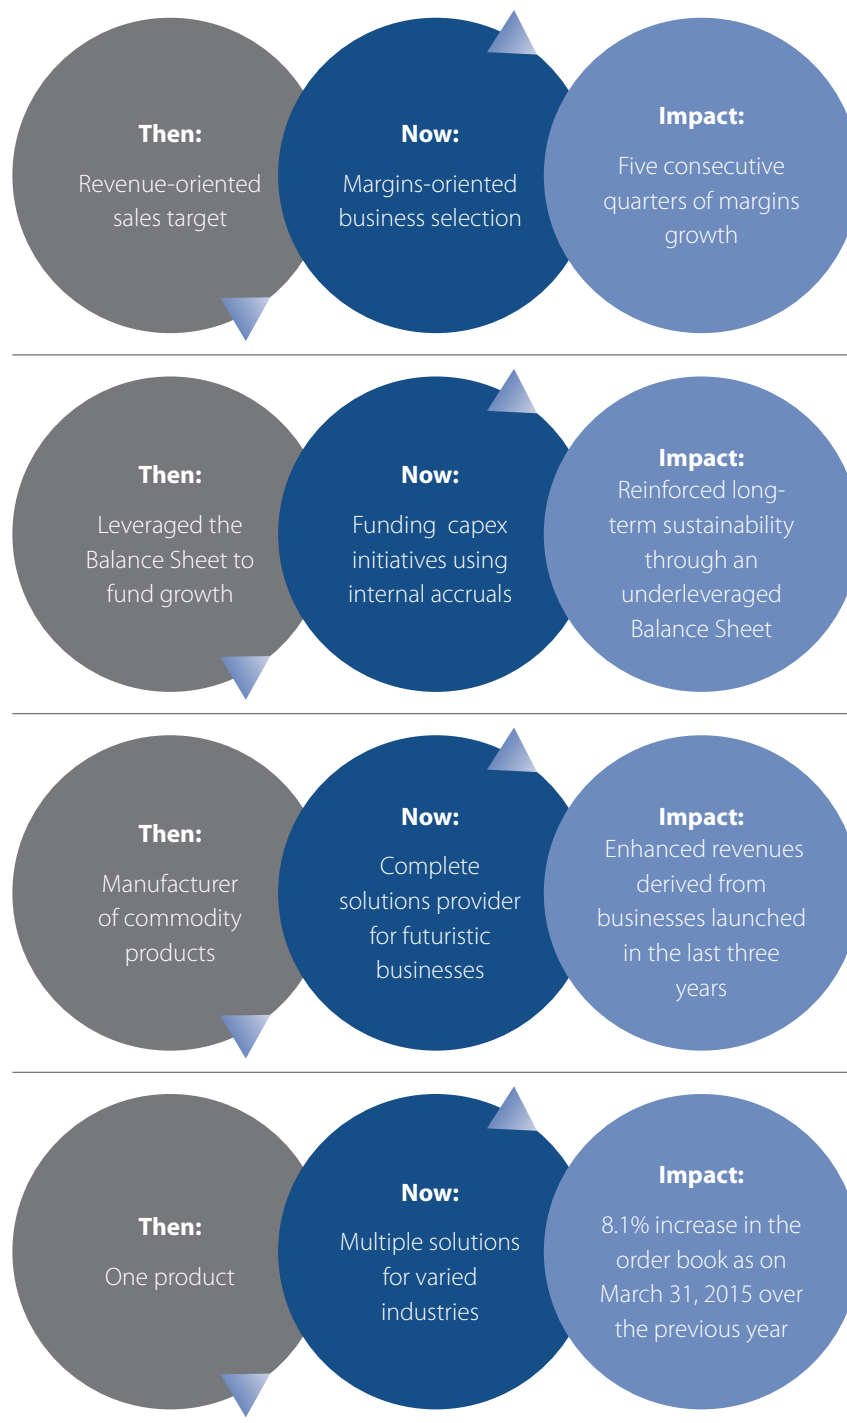 Then:
Revenue-oriented
sales target
Now:
Margins-oriented
business selection
Impact:
Five consecutive
quarters of margins
growth
Then:
Leveraged the
Balance Sheet to
fund growth
Now:
Funding capex
initiatives using
internal accruals
Impact:
Reinforced long-
term sustainability
through an
underleveraged
Balance Sheet
Then:
Manufacturer
of commodity
products
Now:
Complete
solutions provider
for futuristic
businesses
Impact:
Enhanced revenues
derived from
businesses launched
in the last three
years
Then:
One product
Now:
Multiple solutions
for varied
industries
Impact:
8.1% increase in the
order book as on
March 31, 2015 over
the previous year